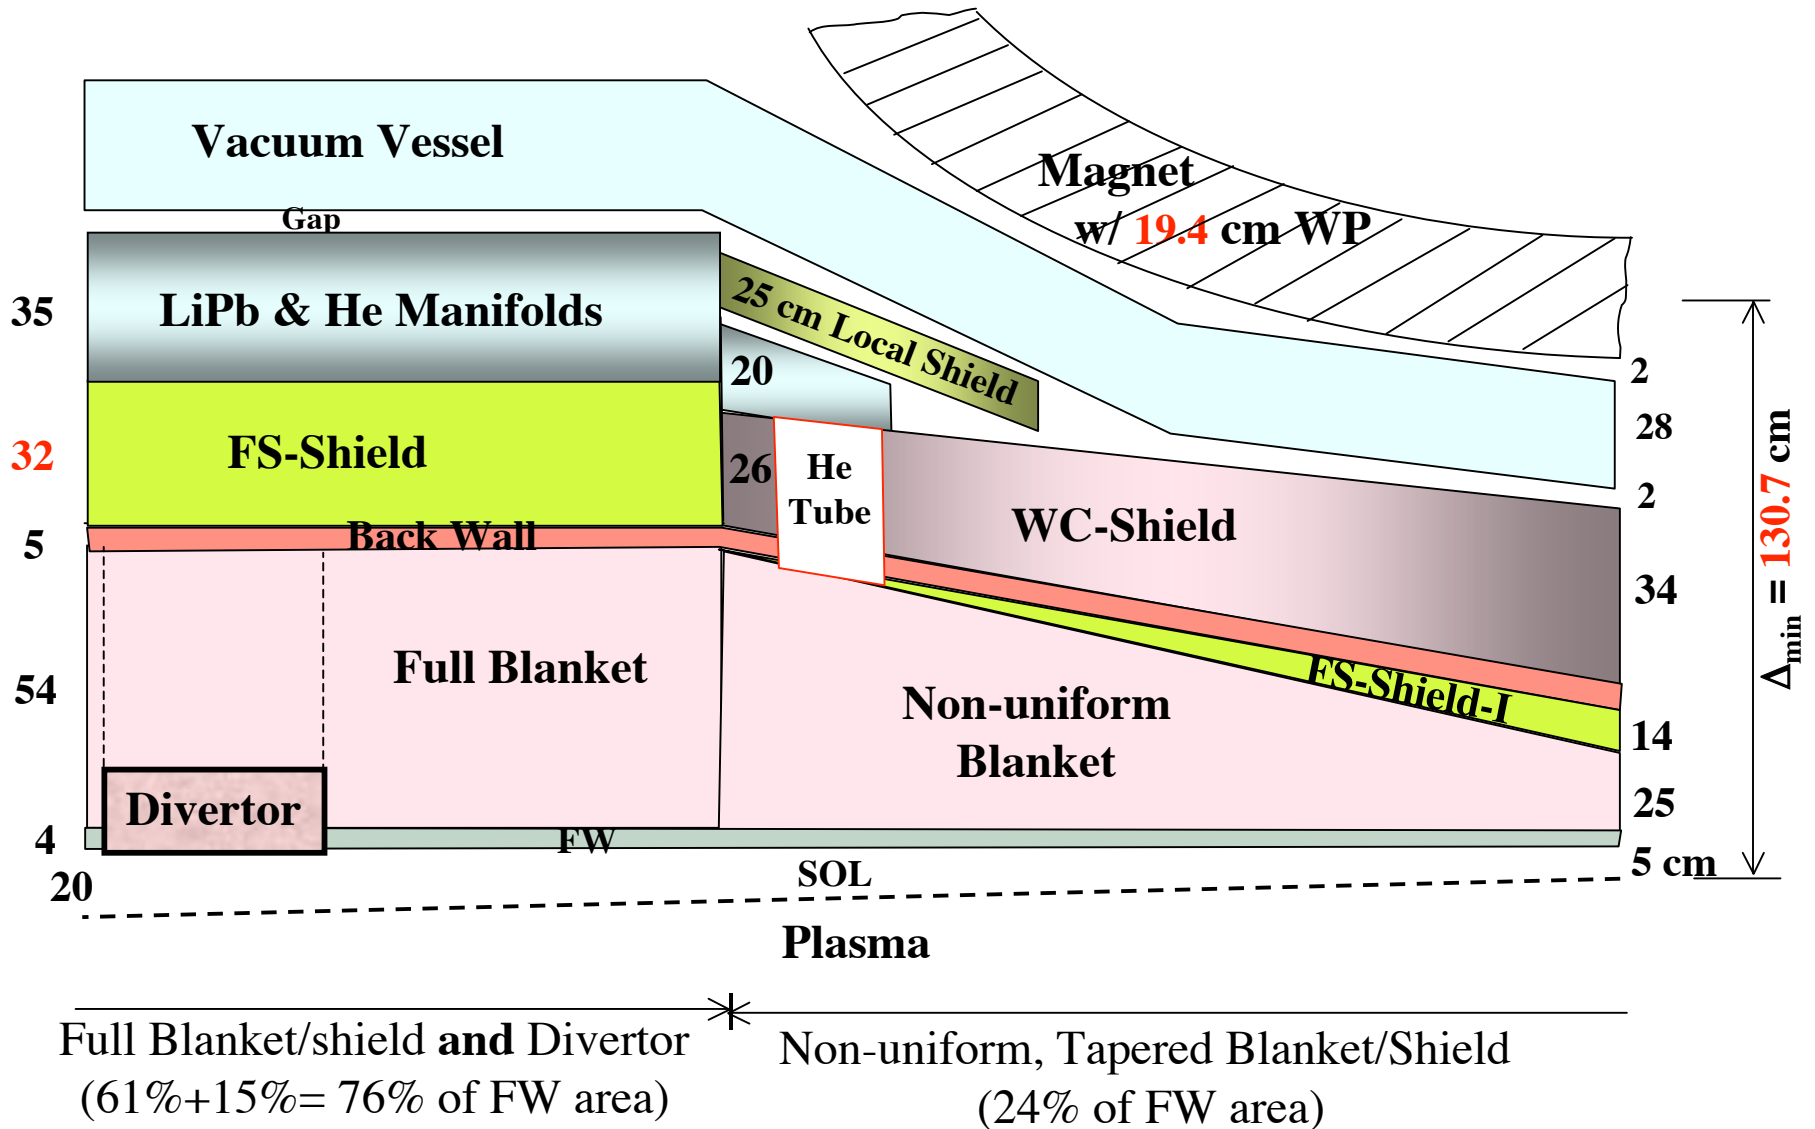 Vacuum Vessel
Magnet
w/ 19.4 cm WP
Gap
35
LiPb & He Manifolds
25 cm Local Shield
20
2
28
32
FS-Shield
26
He
Tube
WC-Shield
2
Δmin = 130.7 cm
5
Back Wall
34
54
Full Blanket
Non-uniform
Blanket
FS-Shield-I
14
25
Divertor
4
FW
5 cm
20
SOL
Plasma
Full Blanket/shield and Divertor
(61%+15%= 76% of FW area)
Non-uniform, Tapered Blanket/Shield
(24% of FW area)